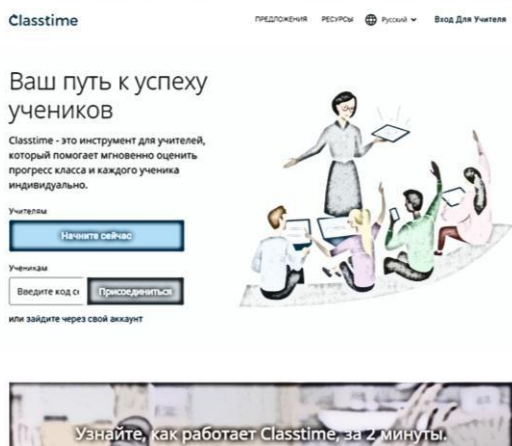 Classtime
ПРЕДЛОЖЕНИЯ РЕСУРСЫ Русский Вход Для Учителя
Ваш путь к успеху
учеников
Classtime - это инструмент для учителей,
который помогает мгновенно оценить
прогресс класса и каждого ученика
индивидуально.
Учителям
Начните сейчас
Ученикам
Введите код Присоединиться
или зайдите через свой аккаунт
Узнайте, как работает Classtime, за 2 минуты.